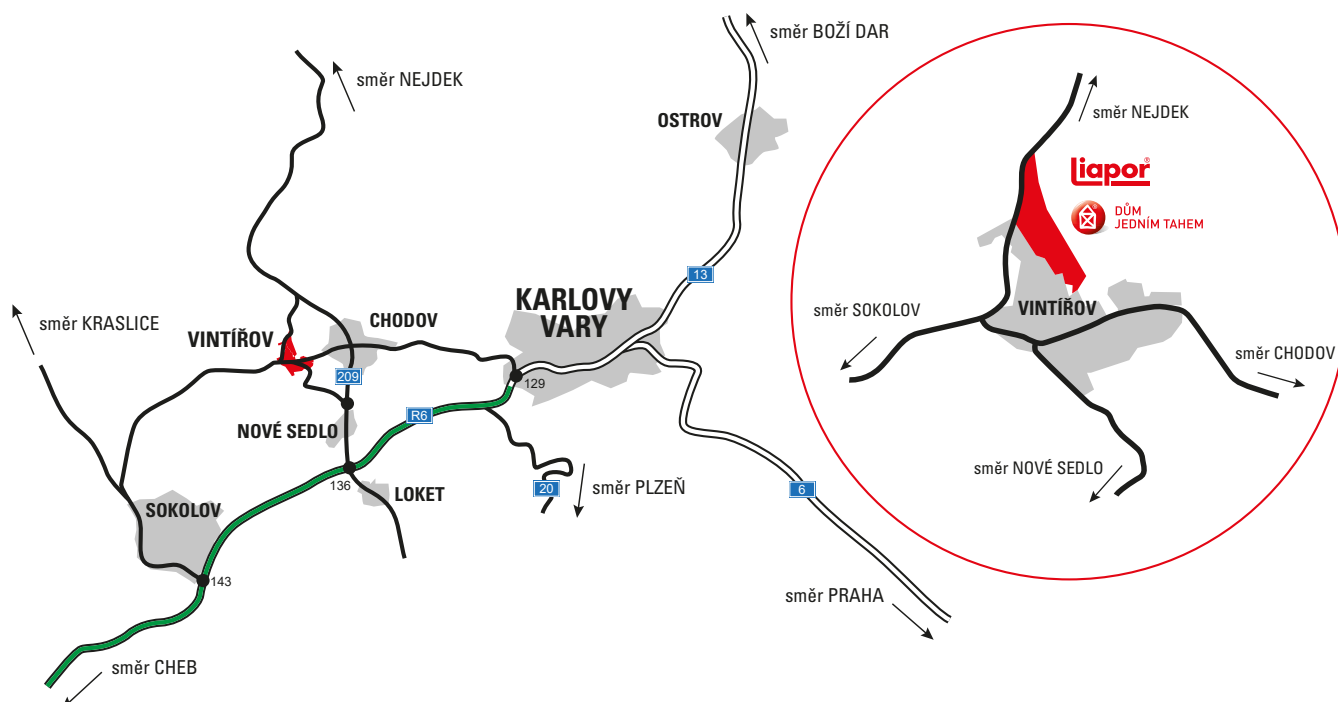 směr BOŽÍ DAR
směr NEJDEK
OSTROV
13
KARLOVY
VARY
směr KRASLICE
VINTÍŘOV
CHODOV
209
129
NOVÉ SEDLO
R6
136
LOKET
20
směr PLZEŇ
6
SOKOLOV
143
směr PRAHA
směr CHEB
směr NEJDEK
Liapor®
DŮM
JEDNÍM TAHEM
směr SOKOLOV
VINTÍŘOV
směr CHODOV
směr NOVÉ SEDLO